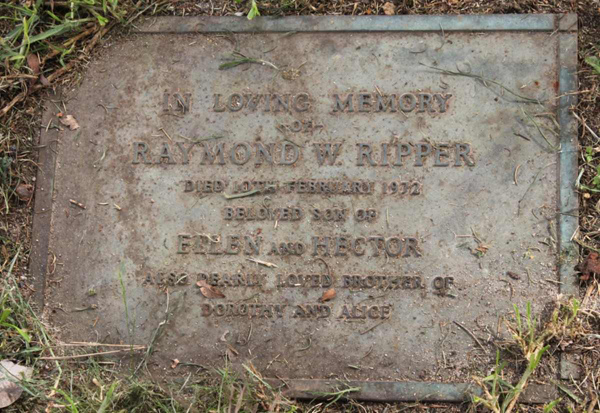 IN LOVING MEMORY
OF
RAYMOND W. RIPPER
DIED 10TH FEBRUARY 1972
BELOVED SON OF
ELLEN AND HECTOR
ALSO DEARLY LOVED BROTHER OF
DOROTHY AND ALICE